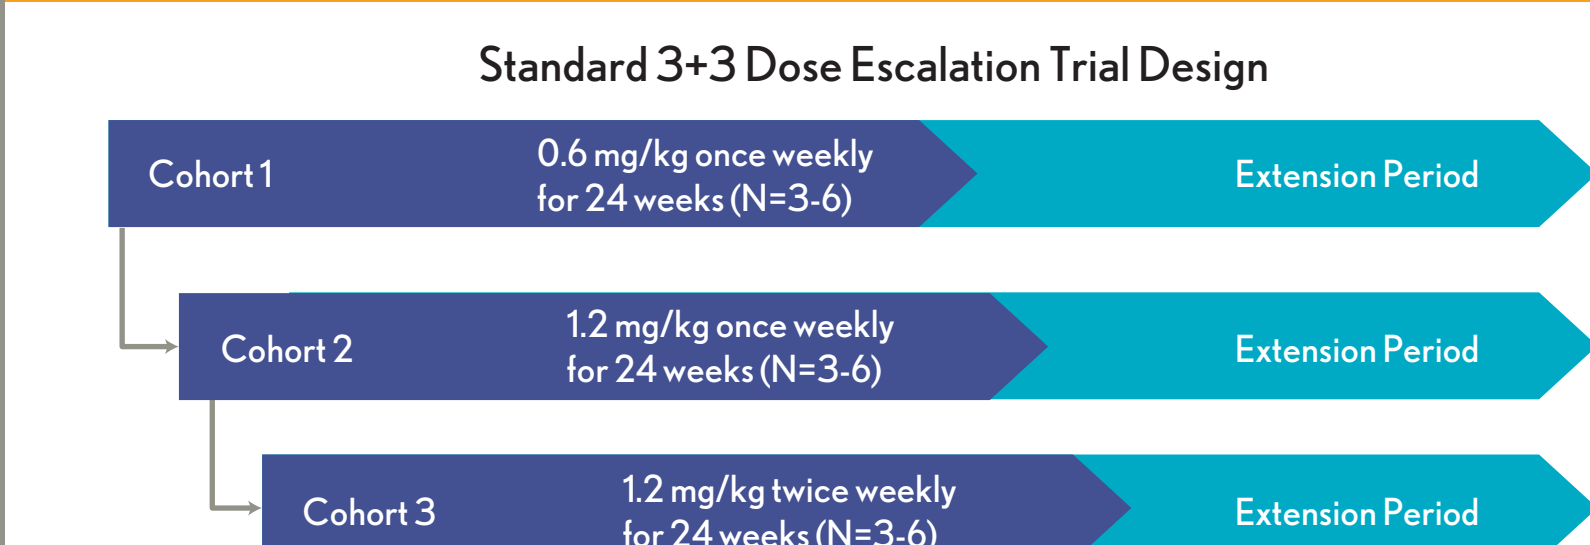 Standard 3+3 Dose Escalation Trial Design
Cohort 1
0.6 mg/kg once weekly
for 24 weeks (N=3-6)
Extension Period
Cohort 2
1.2 mg/kg once weekly
for 24 weeks (N=3-6)
Extension Period
Cohort 3
1.2 mg/kg twice weekly
for 24 weeks (N=3-6)
Extension Period